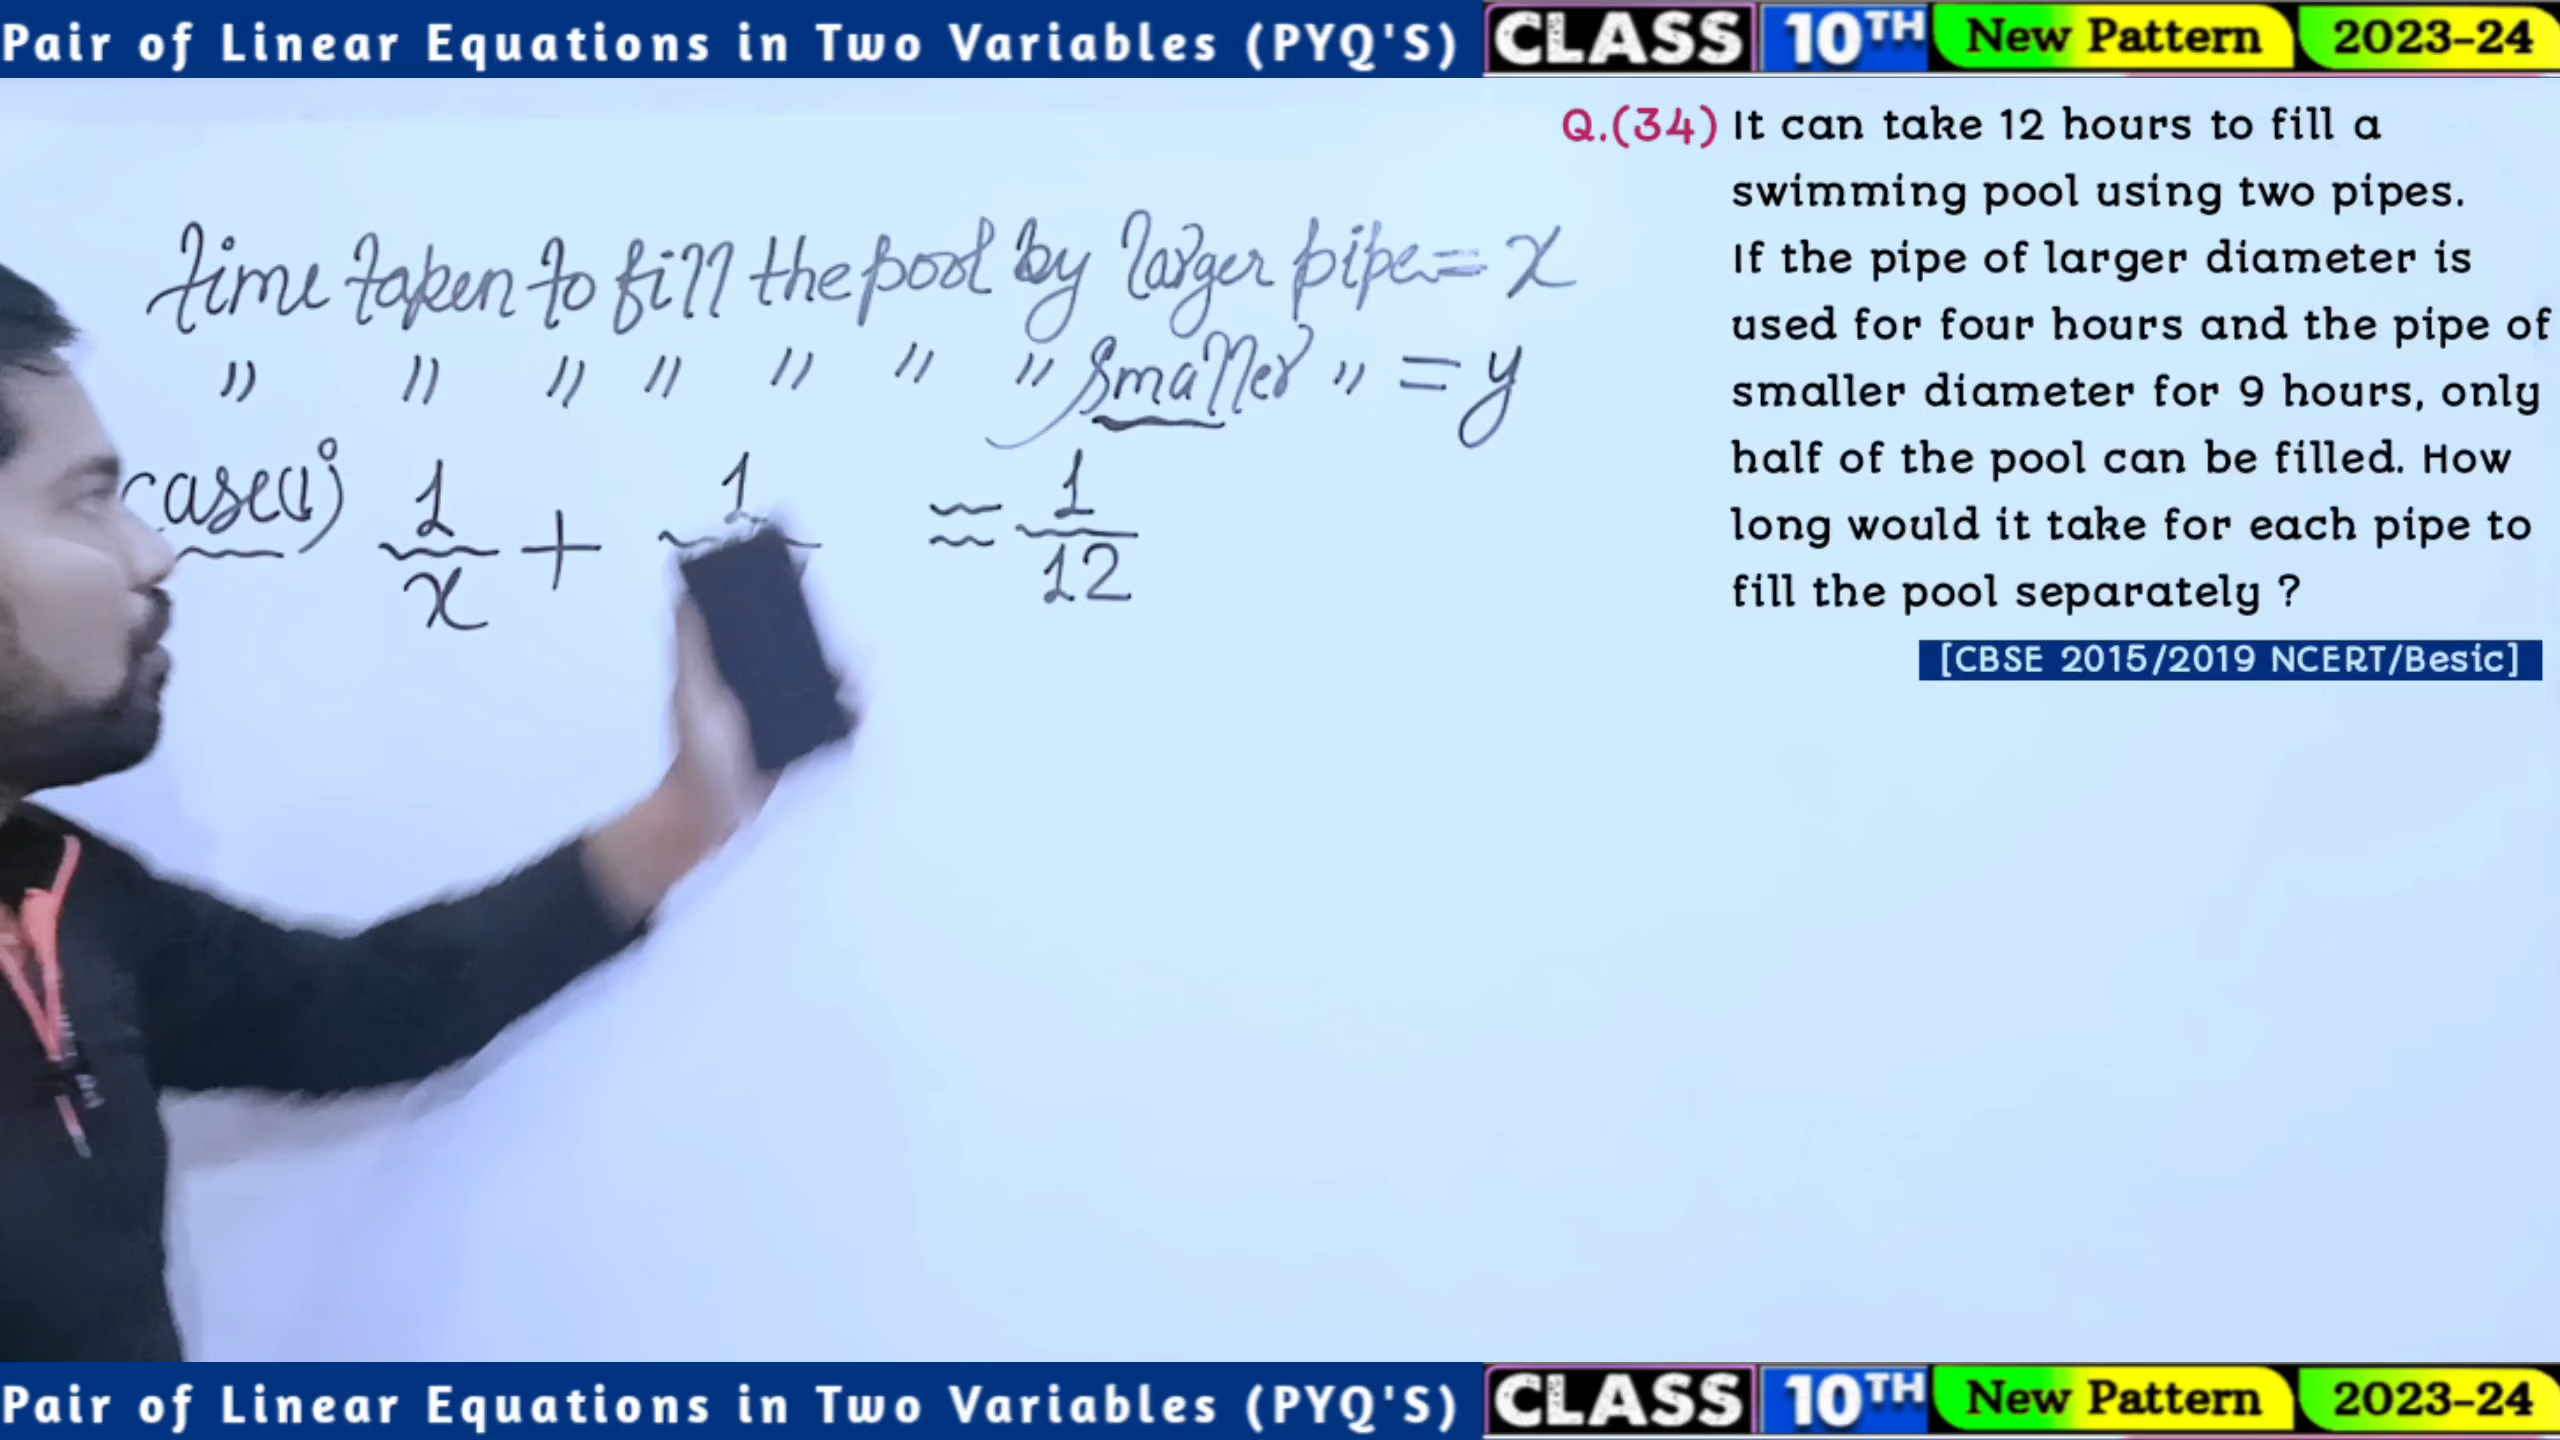 Pair of Linear Equations in Two Variables (PYQ'S) CLASS 10TH New Pattern 2023-24
Q.(34) It can take 12 hours to fill a
swimming pool using two pipes.
If the pipe of larger diameter is
used for four hours and the pipe of
smaller diameter for 9 hours, only
half of the pool can be filled. How
long would it take for each pipe to
fill the pool separately ?
[CBSE 2015/2019 NCERT/Besic]
time taken to fill the pool by larger pipe = x
" " " " " " " smaller " = y
case(i) 1/x + 1/ = 1/12
Pair of Linear Equations in Two Variables (PYQ'S) CLASS 10TH New Pattern 2023-24